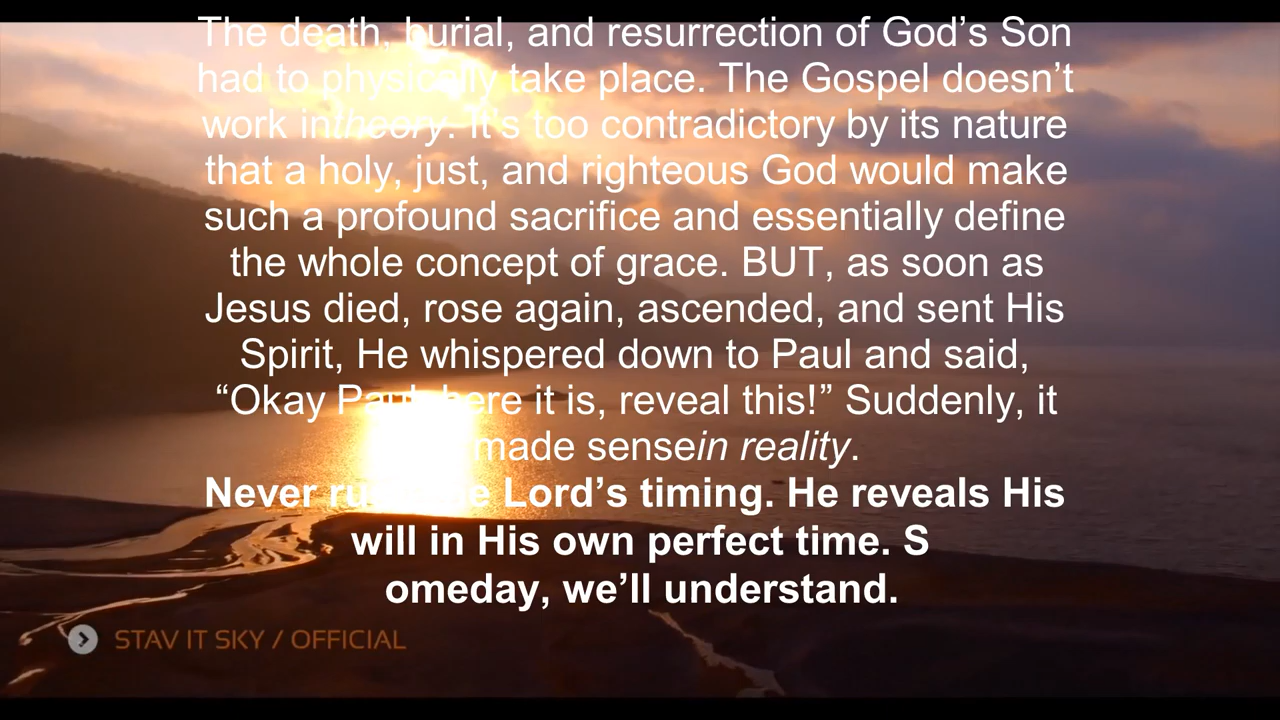 The death, burial, and resurrection of God’s Son
had to physically take place. The Gospel doesn’t
work intheory. It’s too contradictory by its nature
that a holy, just, and righteous God would make
such a profound sacrifice and essentially define
the whole concept of grace. BUT, as soon as
Jesus died, rose again, ascended, and sent His
Spirit, He whispered down to Paul and said,
“Okay Paul, here it is, reveal this!” Suddenly, it
made sensein reality.
Never the Lord’s timing. He reveals His
will in His own perfect time. S
omeday, we’ll understand.
STAV IT SKY / OFFICIAL